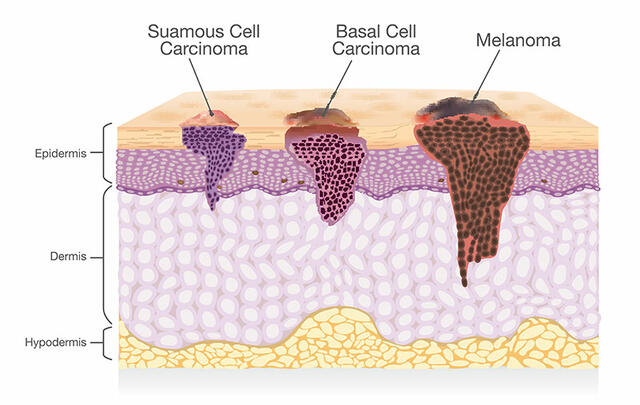 Suamous Cell
Carcinoma
Basal Cell
Carcinoma
Melanoma
Epidermis
Dermis
Hypodermis